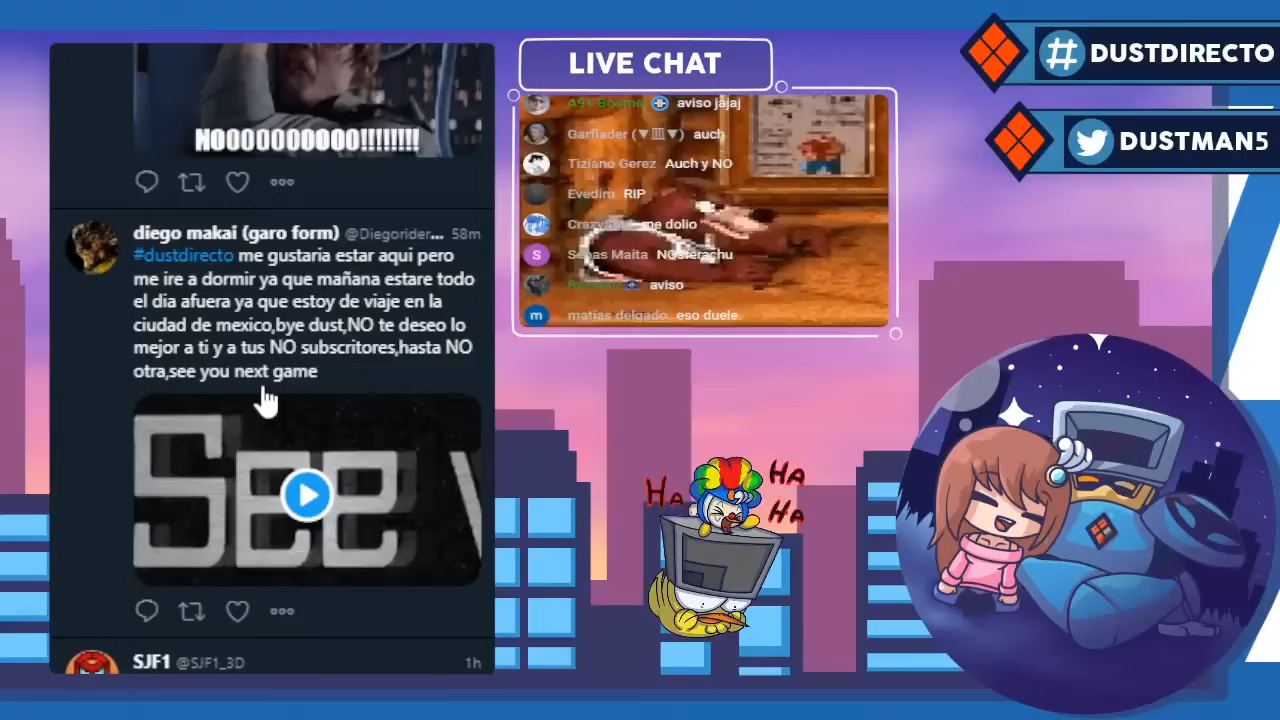 NOOOOOOOOOO!!!!!!!!
diego makai (garo form) @Diegorider... 58m
#dustdirecto me gustaria estar aqui pero
me ire a dormir ya que mañana estare todo
el dia afuera ya que estoy de viaje en la
ciudad de mexico,bye dust,NO te deseo lo
mejor a ti y a tus NO subscritores,hasta NO
otra,see you next game
See
SJF1 @SJF1_3D 1h
LIVE CHAT
aviso jajaj
Garflader auch
Tiziano Gerez Auch y NO
Evedim RIP
me dolio
S
Maita
aviso
m matias delgado. eso duele.
HA
HA
HA
# DUSTDIRECTO
DUSTMAN5